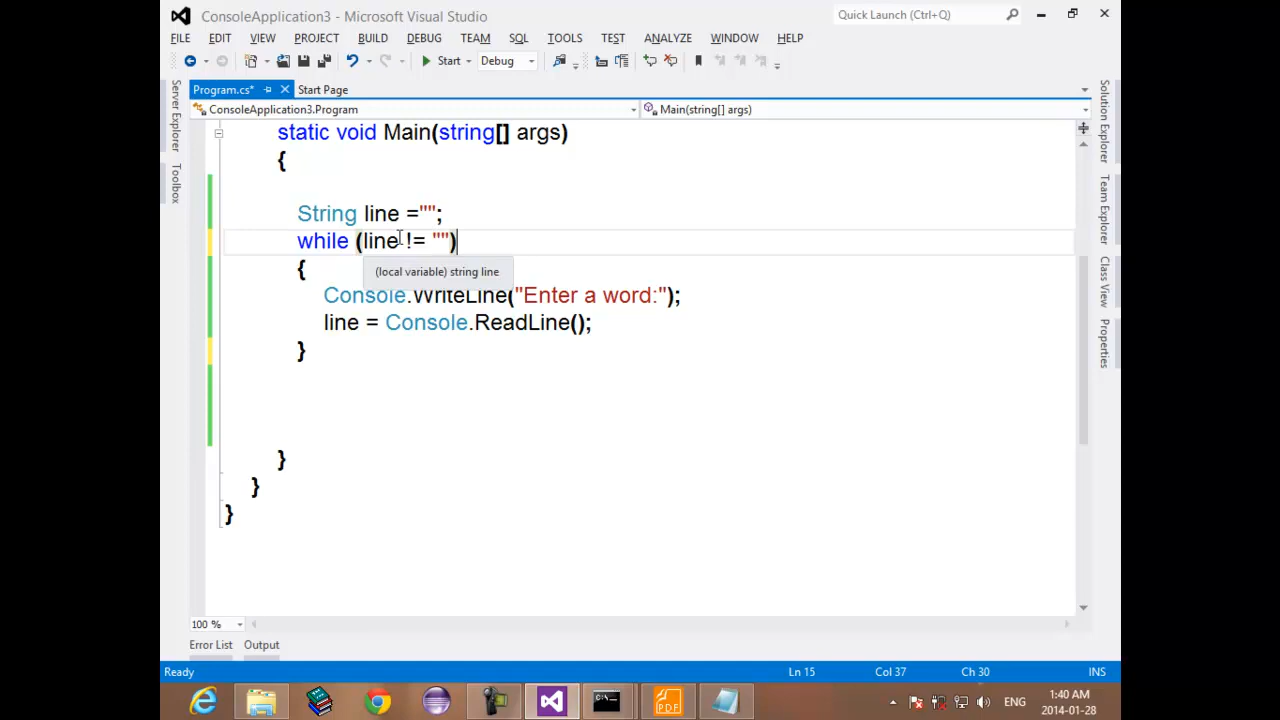 ConsoleApplication3 - Microsoft Visual Studio
Quick Launch (Ctrl+Q)
FILE EDIT VIEW PROJECT BUILD DEBUG TEAM SQL TOOLS TEST ANALYZE WINDOW HELP
Start Debug
Program.cs* Start Page
ConsoleApplication3.Program Main(string[] args)
Server Explorer
Toolbox
Solution Explorer
Team Explorer
Class View
Properties
static void Main(string[] args)
{
String line ="";
while (line != "")
{
(local variable) string line
Console.WriteLine("Enter a word:");
line = Console.ReadLine();
}
}
}
}
100 %
Error List Output
Ready Ln 15 Col 37 Ch 30 INS
PDF
ENG
1:40 AM
2014-01-28